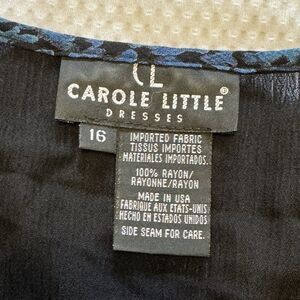 CL
CAROLE LITTLE®
DRESSES
16
IMPORTED FABRIC
TISSUS IMPORTES
MATERIALES IMPORTADOS.
100% RAYON/
RAYONNE/RAYON
MADE IN USA
FABRIQUE AUX ETATS-UNIS
HECHO EN ESTADOS UNIDOS
SIDE SEAM FOR CARE.